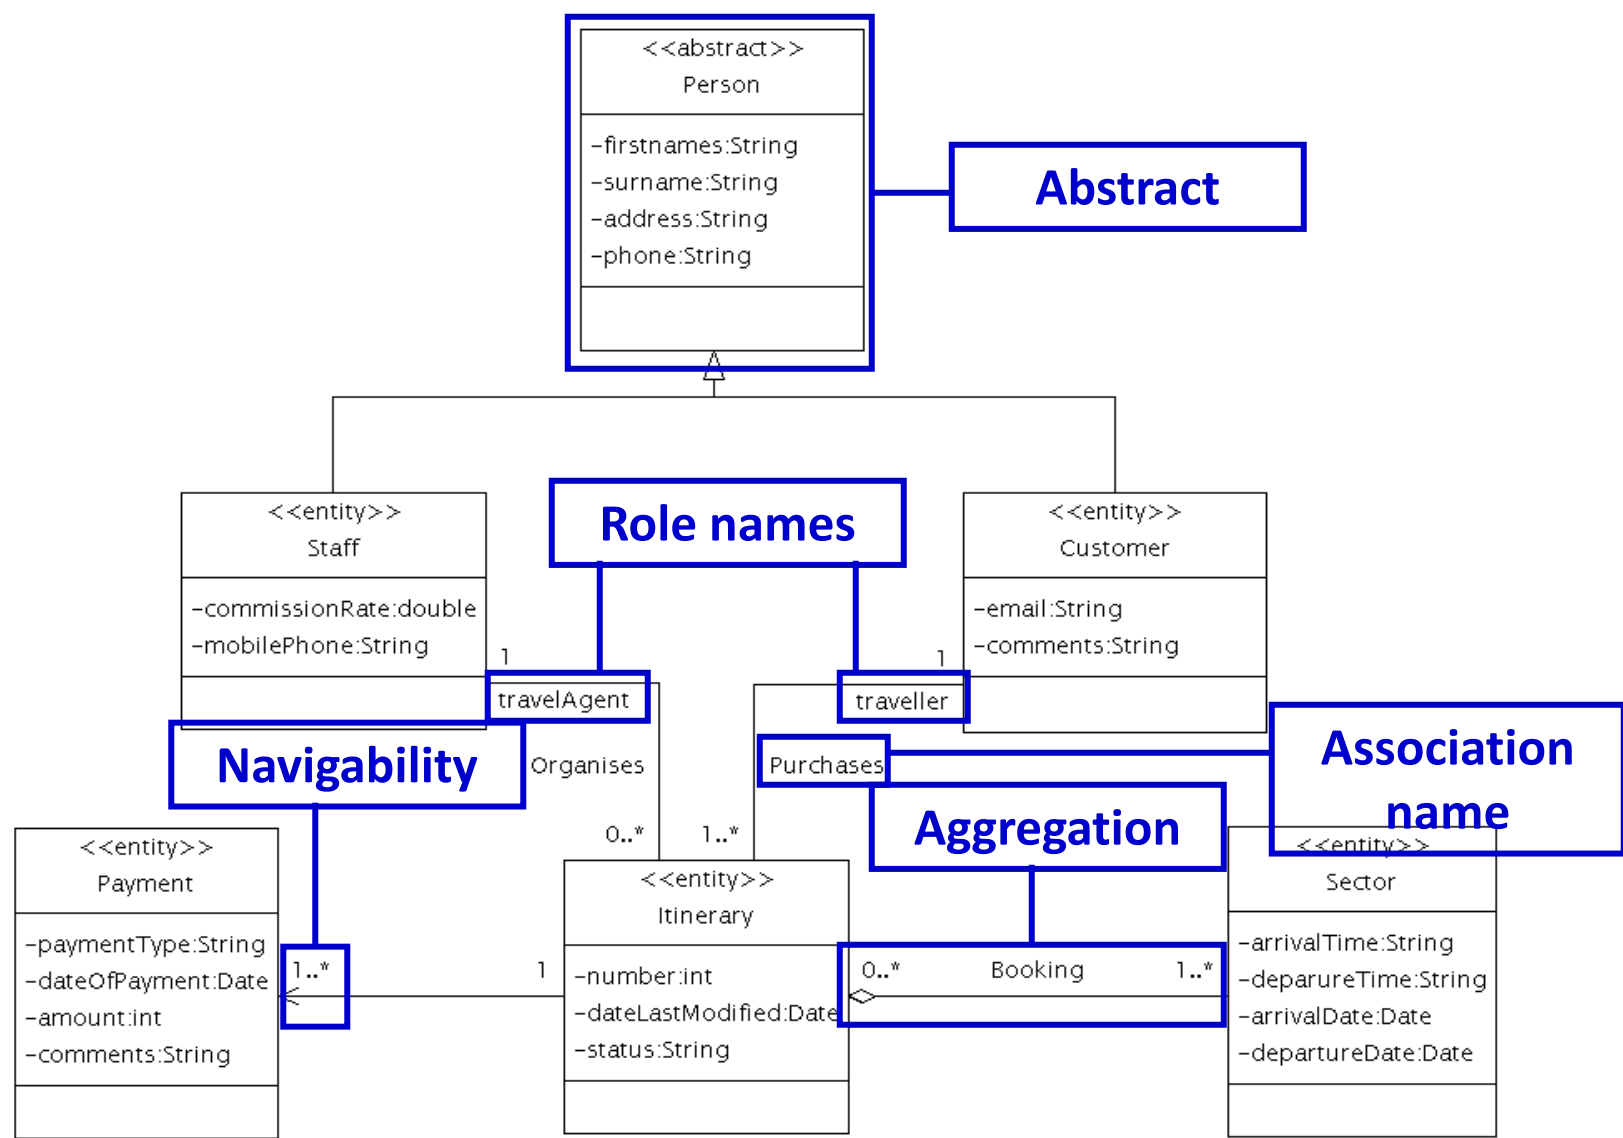 <<abstract>>
Person
-firstnames:String
-surname:String
-address:String
-phone:String
Abstract
<<entity>>
Staff
-commissionRate:double
-mobilePhone:String
Role names
<<entity>>
Customer
-email:String
-comments:String
1
travelAgent
1
traveller
Navigability
Organises
Purchases
Association
name
Aggregation
0..*
1..*
<<entity>>
Payment
-paymentType:String
-dateOfPayment:Date
-amount:int
-comments:String
1..*
1
<<entity>>
Itinerary
-number:int
-dateLastModified:Date
-status:String
0..*
Booking
1..*
<<entity>>
Sector
-arrivalTime:String
-deparureTime:String
-arrivalDate:Date
-departureDate:Date